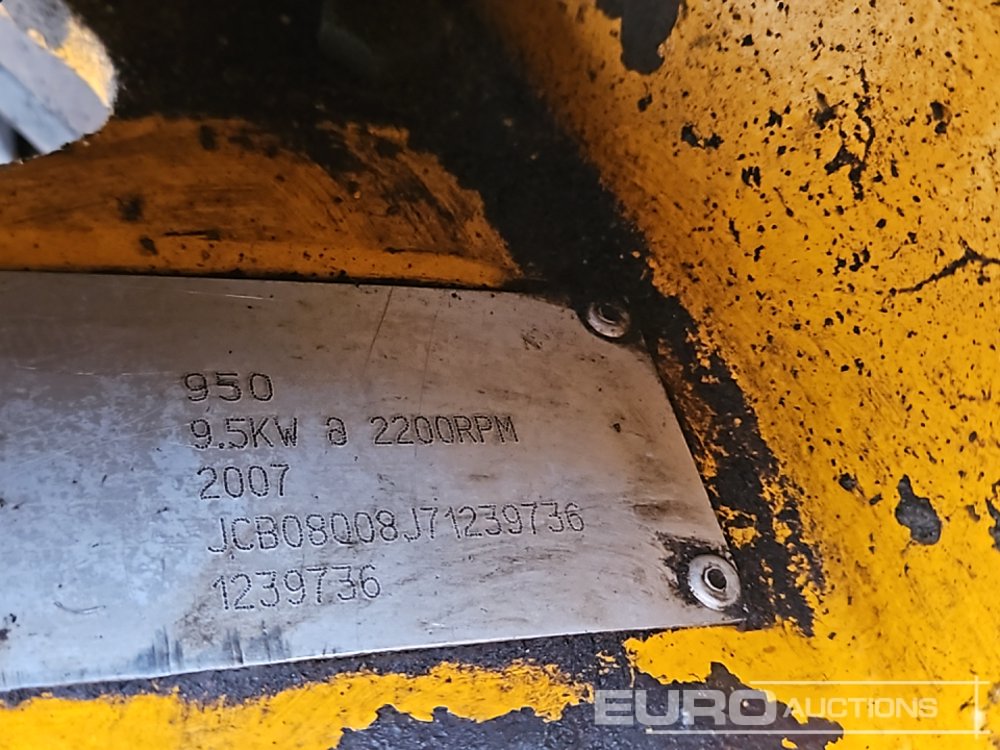 950
9.5KW @ 2200RPM
2007
JCB08008J71239736
1239736
EURO AUCTIONS